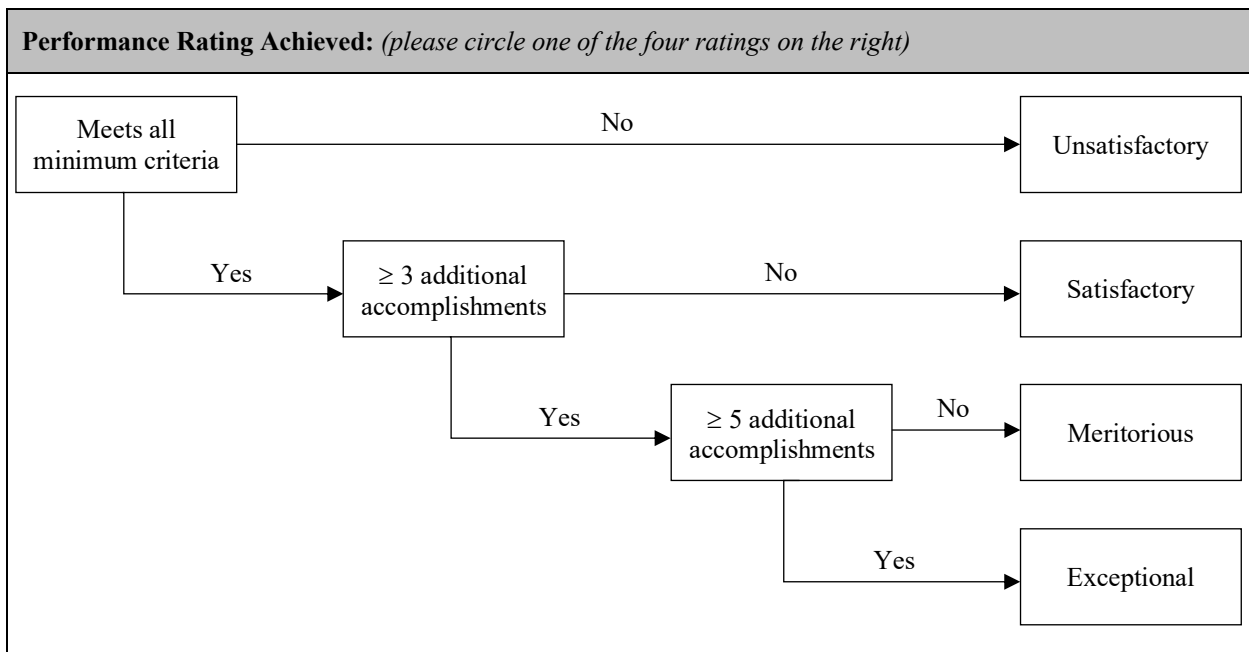 Performance Rating Achieved: (please circle one of the four ratings on the right)
Meets all
minimum criteria
No
Unsatisfactory
Yes
≥ 3 additional
accomplishments
No
Satisfactory
Yes
≥ 5 additional
accomplishments
No
Meritorious
Yes
Exceptional